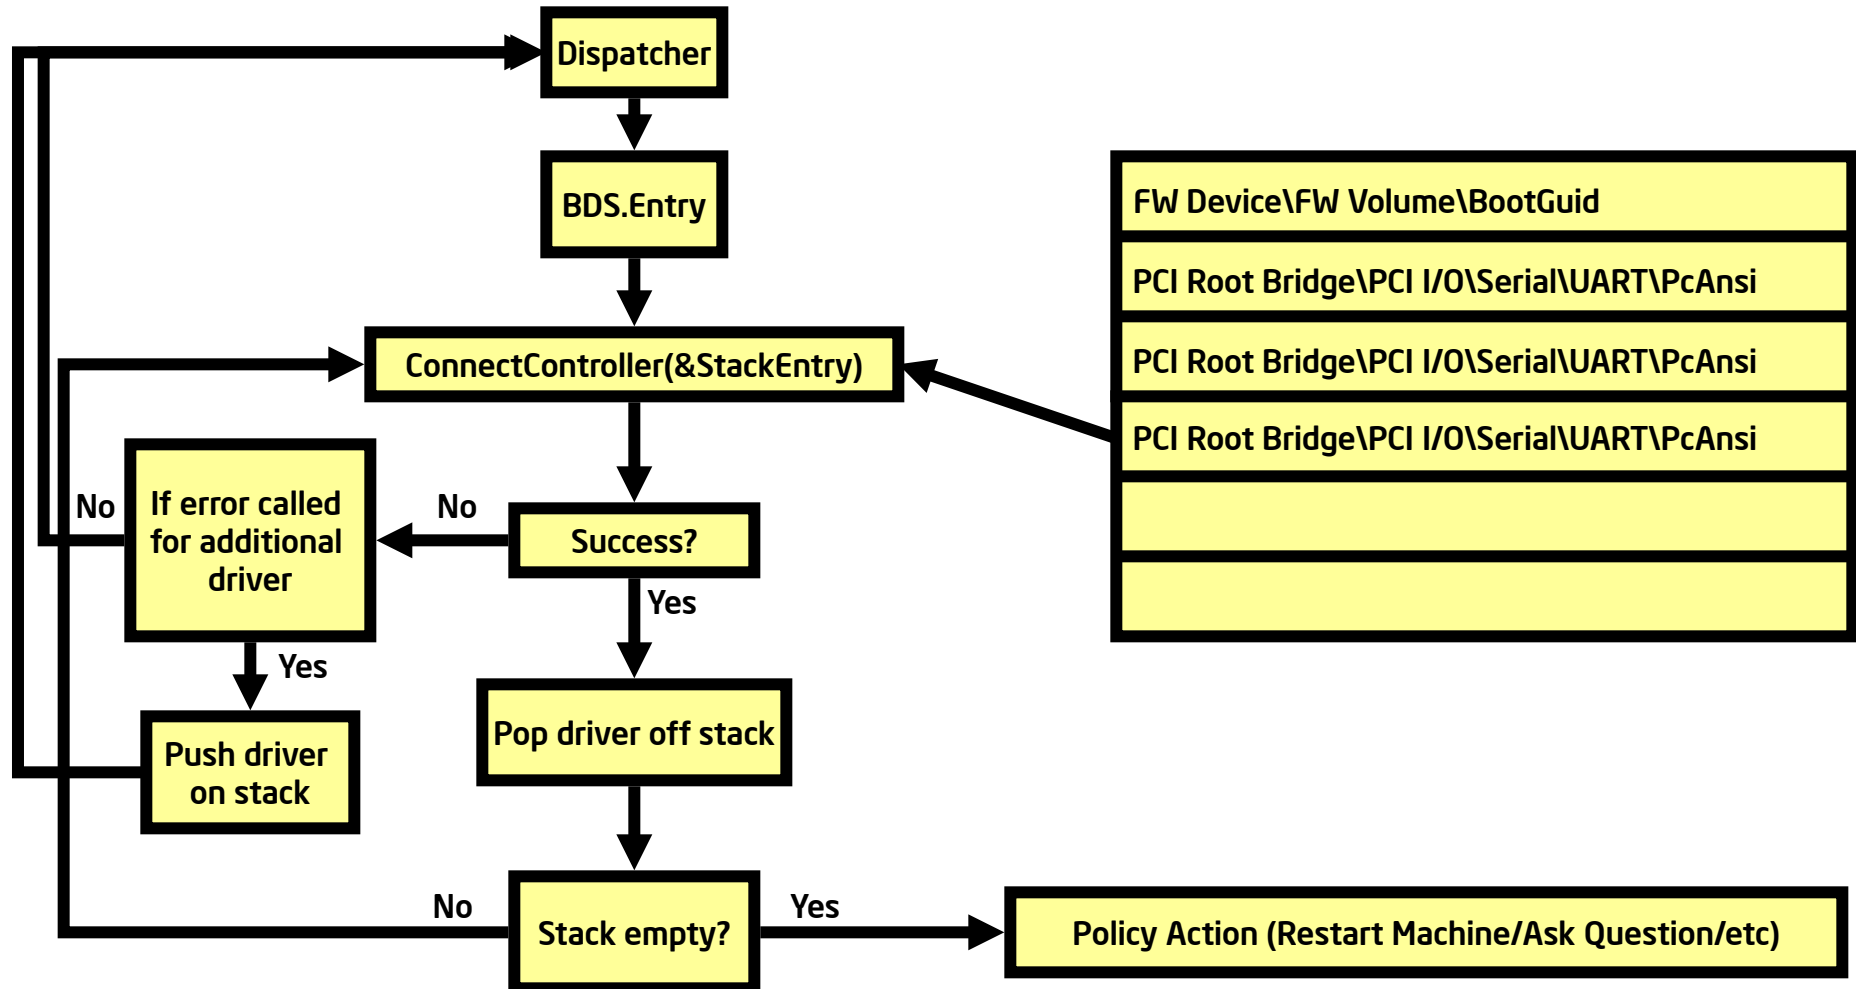 Dispatcher
BDS.Entry
FW Device\FW Volume\BootGuid
PCI Root Bridge\PCI I/O\Serial\UART\PcAnsi
PCI Root Bridge\PCI I/O\Serial\UART\PcAnsi
PCI Root Bridge\PCI I/O\Serial\UART\PcAnsi
ConnectController(&StackEntry)
No
If error called
for additional
driver
No
Success?
Yes
Yes
Push driver
on stack
Pop driver off stack
No
Stack empty?
Yes
Policy Action (Restart Machine/Ask Question/etc)